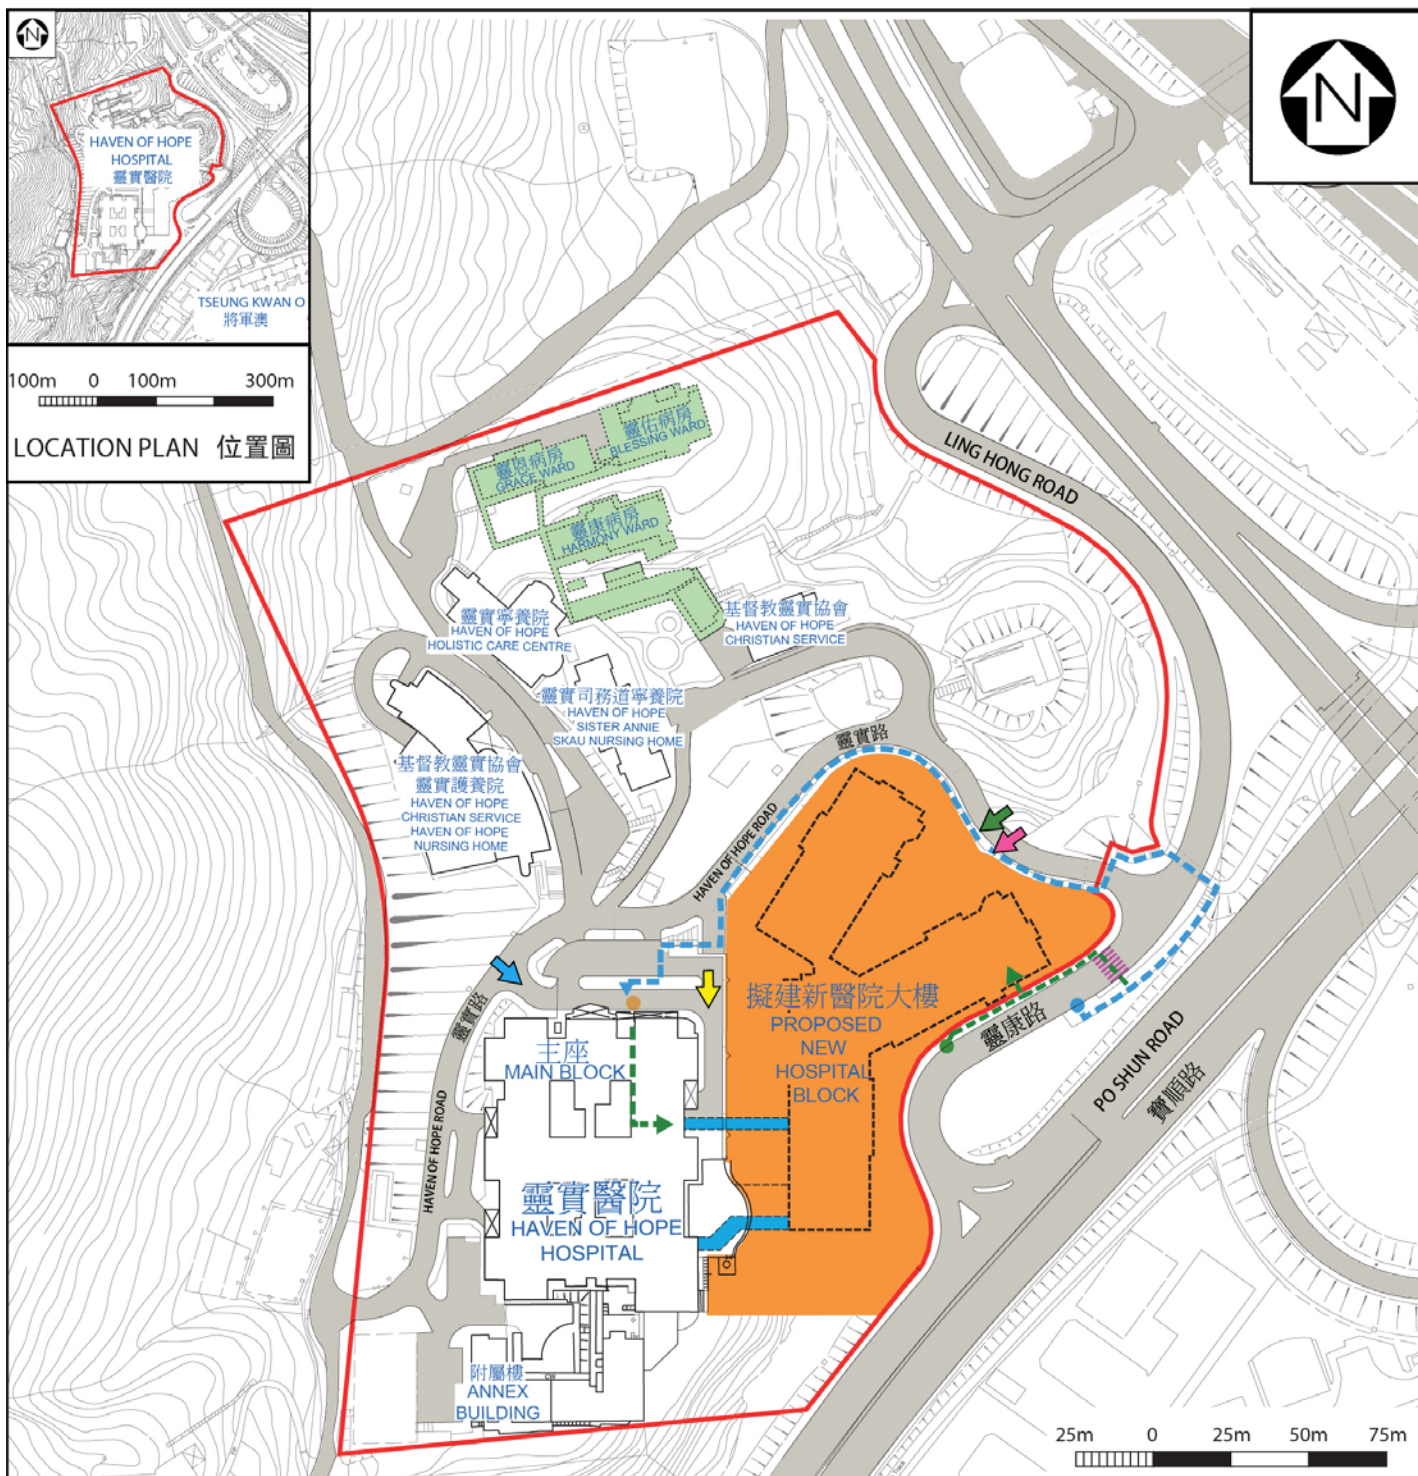 N
HAVEN OF HOPE
HOSPITAL
靈實醫院
TSEUNG KWAN O
將軍澳
100m 0 100m 300m
LOCATION PLAN 位置圖
N
LING HONG ROAD
靈佑病房
BLESSING WARD
靈恩病房
GRACE WARD
靈康病房
HARMONY WARD
基督教靈實協會
HAVEN OF HOPE
CHRISTIAN SERVICE
靈實寧養院
HAVEN OF HOPE
HOLISTIC CARE CENTRE
靈實司務道寧養院
HAVEN OF HOPE
SISTER ANNIE
SKAU NURSING HOME
基督教靈實協會
靈實護養院
HAVEN OF HOPE
CHRISTIAN SERVICE
HAVEN OF HOPE
NURSING HOME
靈實路
HAVEN OF HOPE ROAD
擬建新醫院大樓
PROPOSED
NEW
HOSPITAL
BLOCK
靈康路
PO SHUN ROAD
寶順路
靈實路
HAVEN OF HOPE ROAD
主座
MAIN BLOCK
靈實醫院
HAVEN OF HOPE
HOSPITAL
附屬樓
ANNEX
BUILDING
25m 0 25m 50m 75m